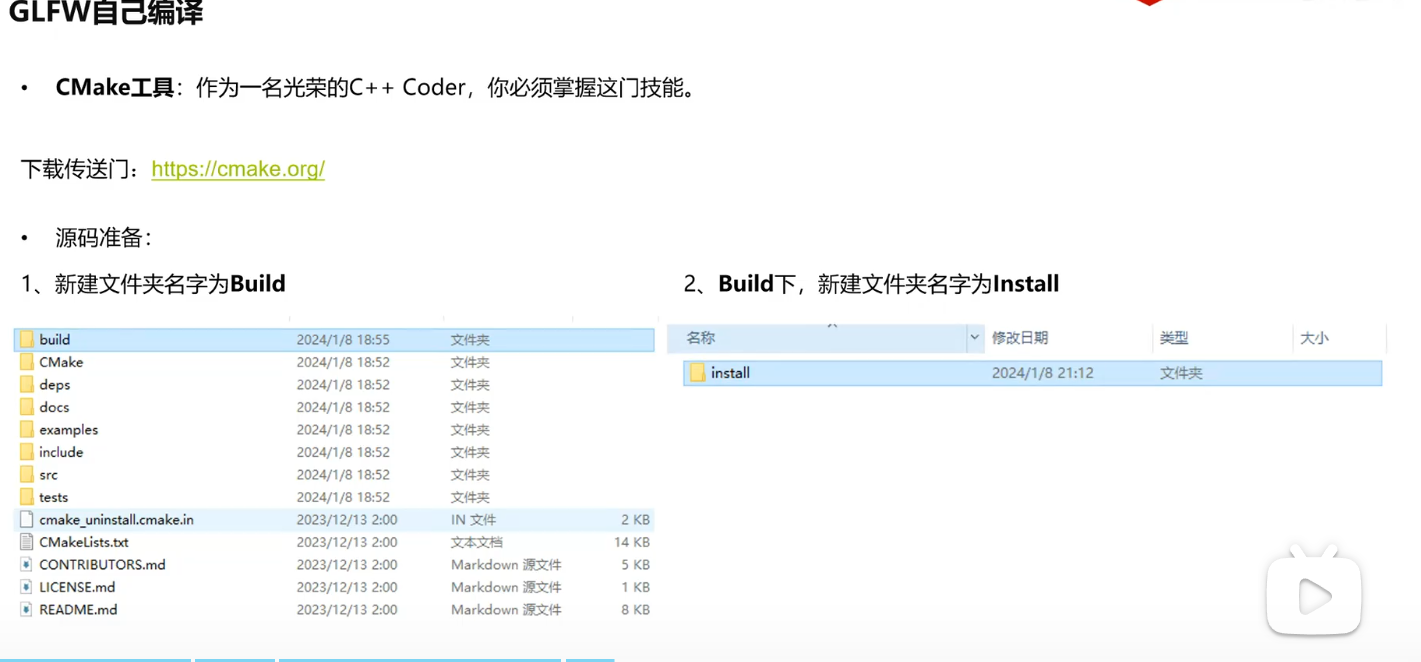 GLFW自己编译
• CMake工具：作为一名光荣的C++ Coder，你必须掌握这门技能。
下载传送门：https://cmake.org/
• 源码准备：
1、新建文件夹名字为Build
2、Build下，新建文件夹名字为Install
build 2024/1/8 18:55 文件夹
CMake 2024/1/8 18:52 文件夹
deps 2024/1/8 18:52 文件夹
docs 2024/1/8 18:52 文件夹
examples 2024/1/8 18:52 文件夹
include 2024/1/8 18:52 文件夹
src 2024/1/8 18:52 文件夹
tests 2024/1/8 18:52 文件夹
cmake_uninstall.cmake.in 2023/12/13 2:00 IN 文件 2 KB
CMakeLists.txt 2023/12/13 2:00 文本文档 14 KB
CONTRIBUTORS.md 2023/12/13 2:00 Markdown 源文件 5 KB
LICENSE.md 2023/12/13 2:00 Markdown 源文件 1 KB
README.md 2023/12/13 2:00 Markdown 源文件 8 KB
名称 修改日期 类型 大小
install 2024/1/8 21:12 文件夹